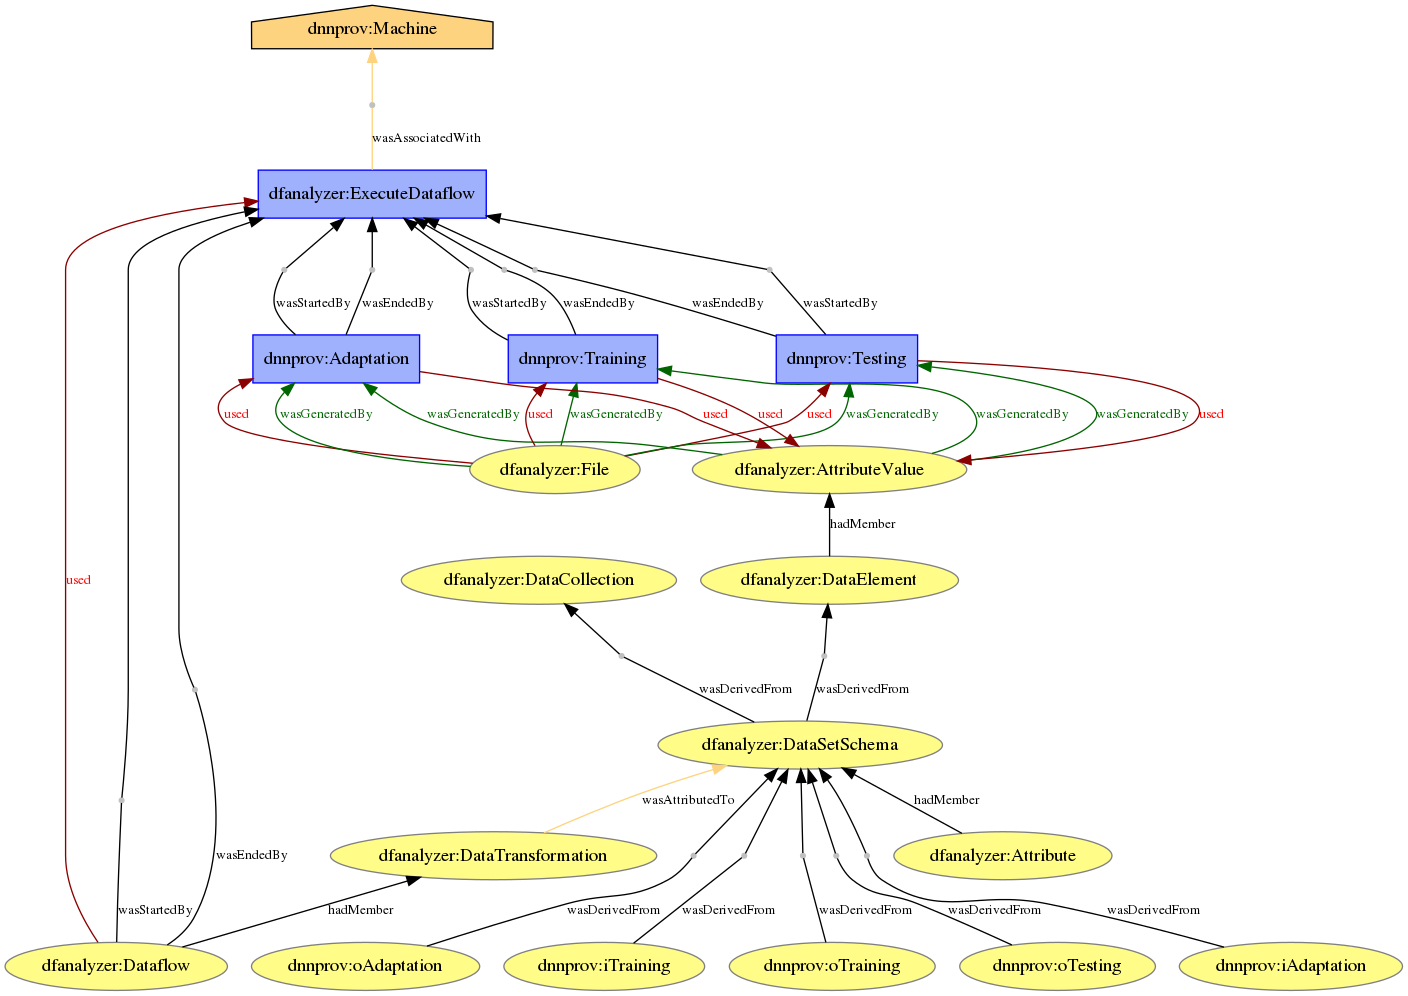 dnnprov:Machine
wasAssociatedWith
dfanalyzer:ExecuteDataflow
wasStartedBy
wasEndedBy
wasStartedBy
wasEndedBy
wasEndedBy
wasStartedBy
dnnprov:Adaptation
dnnprov:Training
dnnprov:Testing
used
wasGeneratedBy
wasGeneratedBy
used
wasGeneratedBy
used
used
used
wasGeneratedBy
wasGeneratedBy
wasGeneratedBy
used
dfanalyzer:File
dfanalyzer:AttributeValue
hadMember
used
dfanalyzer:DataCollection
dfanalyzer:DataElement
wasDerivedFrom
wasDerivedFrom
dfanalyzer:DataSetSchema
wasAttributedTo
hadMember
wasEndedBy
dfanalyzer:DataTransformation
dfanalyzer:Attribute
wasStartedBy
hadMember
wasDerivedFrom
wasDerivedFrom
wasDerivedFrom
wasDerivedFrom
wasDerivedFrom
dfanalyzer:Dataflow
dnnprov:oAdaptation
dnnprov:iTraining
dnnprov:oTraining
dnnprov:oTesting
dnnprov:iAdaptation